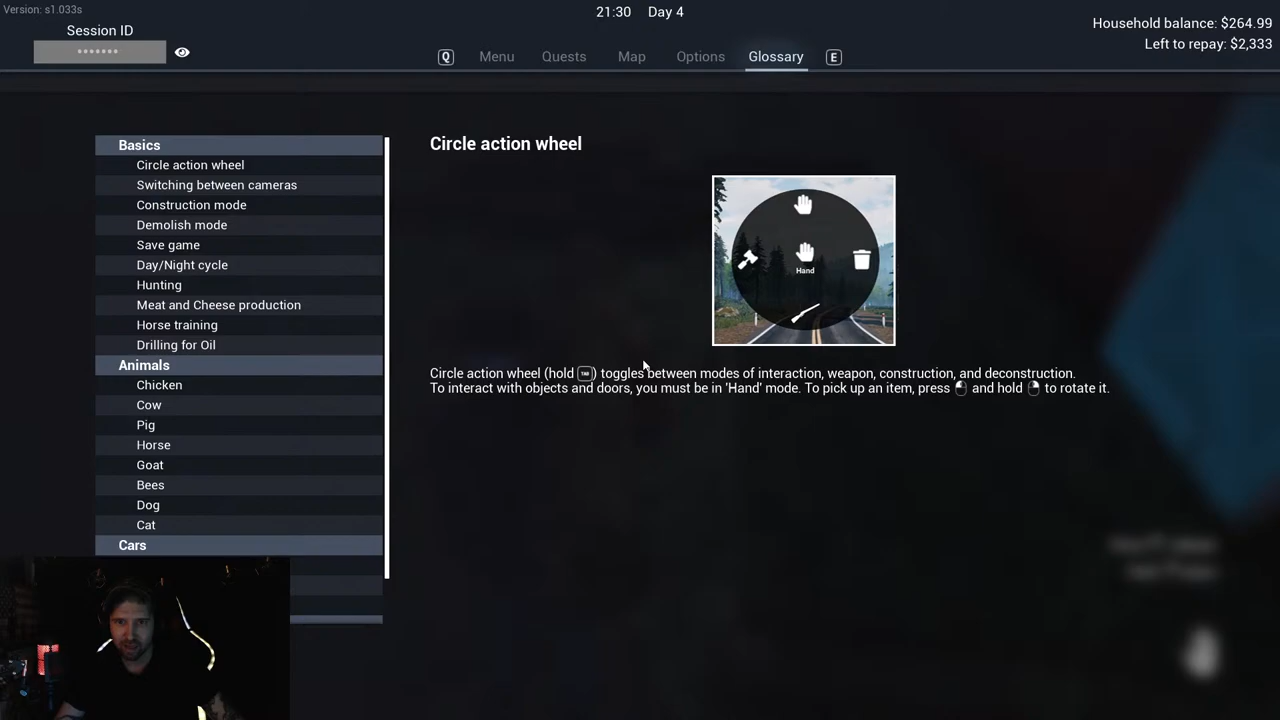 Version: s1.033s
Session ID
21:30 Day 4
Household balance: $264.99
Left to repay: $2,333
Q Menu Quests Map Options Glossary E
Basics
Circle action wheel
Switching between cameras
Construction mode
Demolish mode
Save game
Day/Night cycle
Hunting
Meat and Cheese production
Horse training
Drilling for Oil
Animals
Chicken
Cow
Pig
Horse
Goat
Bees
Dog
Cat
Cars
Circle action wheel
Hand
Circle action wheel (hold TAB) toggles between modes of interaction, weapon, construction, and deconstruction.
To interact with objects and doors, you must be in 'Hand' mode. To pick up an item, press and hold to rotate it.